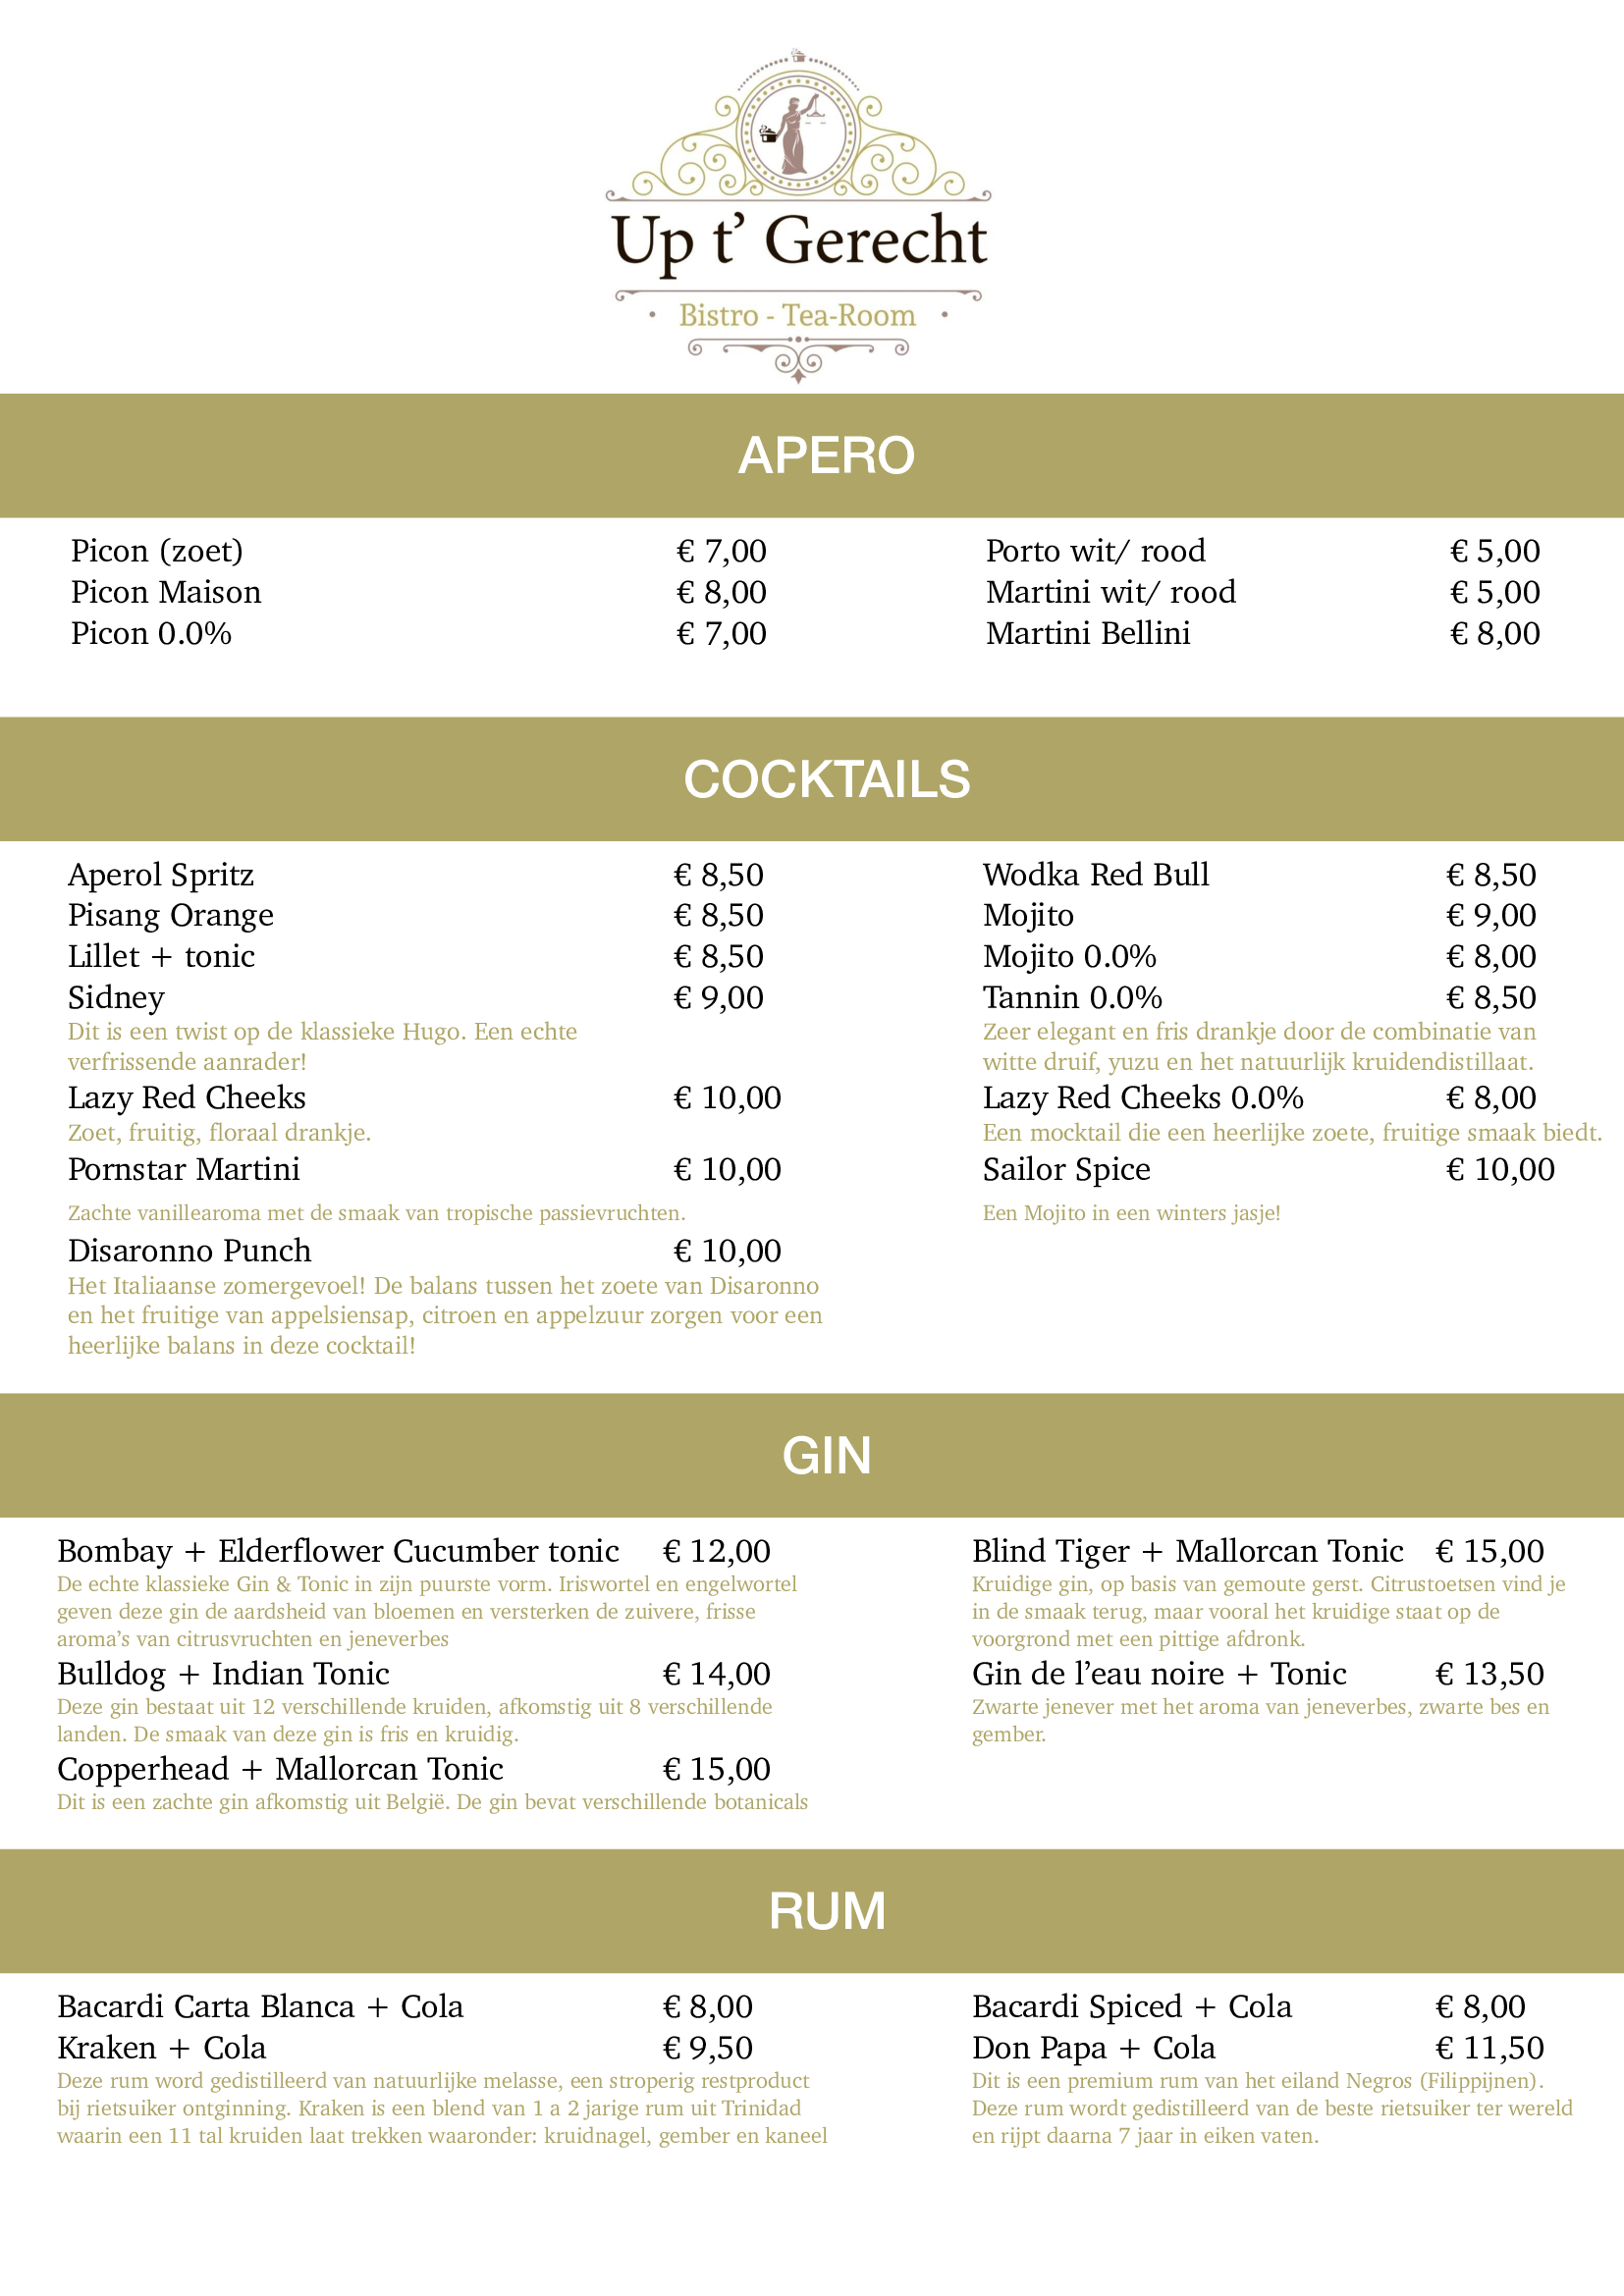 Up t’ Gerecht
Bistro - Tea-Room
APERO
Picon (zoet) € 7,00
Picon Maison € 8,00
Picon 0.0% € 7,00
Porto wit/ rood € 5,00
Martini wit/ rood € 5,00
Martini Bellini € 8,00
COCKTAILS
Aperol Spritz € 8,50
Pisang Orange € 8,50
Lillet + tonic € 8,50
Sidney € 9,00
Dit is een twist op de klassieke Hugo. Een echte
verfrissende aanrader!
Lazy Red Cheeks € 10,00
Zoet, fruitig, floraal drankje.
Pornstar Martini € 10,00
Zachte vanillearoma met de smaak van tropische passievruchten.
Disaronno Punch € 10,00
Het Italiaanse zomergevoel! De balans tussen het zoete van Disaronno
en het fruitige van appelsiensap, citroen en appelzuur zorgen voor een
heerlijke balans in deze cocktail!
Wodka Red Bull € 8,50
Mojito € 9,00
Mojito 0.0% € 8,00
Tannin 0.0% € 8,50
Zeer elegant en fris drankje door de combinatie van
witte druif, yuzu en het natuurlijk kruidendistillaat.
Lazy Red Cheeks 0.0% € 8,00
Een mocktail die een heerlijke zoete, fruitige smaak biedt.
Sailor Spice € 10,00
Een Mojito in een winters jasje!
GIN
Bombay + Elderflower Cucumber tonic € 12,00
De echte klassieke Gin & Tonic in zijn puurste vorm. Iriswortel en engelwortel
geven deze gin de aardsheid van bloemen en versterken de zuivere, frisse
aroma’s van citrusvruchten en jeneverbes
Bulldog + Indian Tonic € 14,00
Deze gin bestaat uit 12 verschillende kruiden, afkomstig uit 8 verschillende
landen. De smaak van deze gin is fris en kruidig.
Copperhead + Mallorcan Tonic € 15,00
Dit is een zachte gin afkomstig uit België. De gin bevat verschillende botanicals
Blind Tiger + Mallorcan Tonic € 15,00
Kruidige gin, op basis van gemoute gerst. Citrustoetsen vind je
in de smaak terug, maar vooral het kruidige staat op de
voorgrond met een pittige afdronk.
Gin de l’eau noire + Tonic € 13,50
Zwarte jenever met het aroma van jeneverbes, zwarte bes en
gember.
RUM
Bacardi Carta Blanca + Cola € 8,00
Kraken + Cola € 9,50
Deze rum word gedistilleerd van natuurlijke melasse, een stroperig restproduct
bij rietsuiker ontginning. Kraken is een blend van 1 a 2 jarige rum uit Trinidad
waarin een 11 tal kruiden laat trekken waaronder: kruidnagel, gember en kaneel
Bacardi Spiced + Cola € 8,00
Don Papa + Cola € 11,50
Dit is een premium rum van het eiland Negros (Filippijnen).
Deze rum wordt gedistilleerd van de beste rietsuiker ter wereld
en rijpt daarna 7 jaar in eiken vaten.